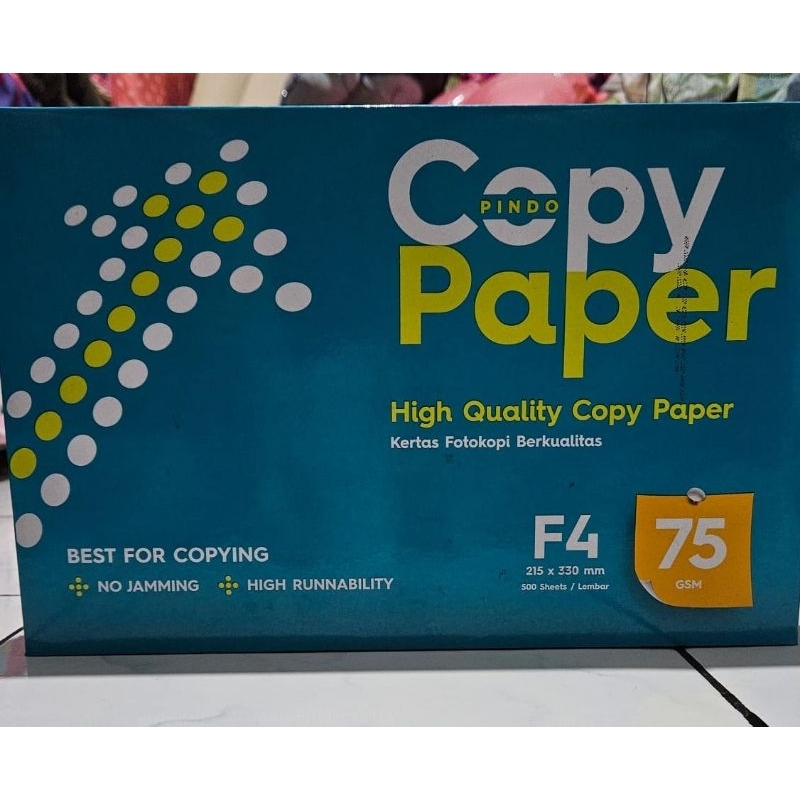 Copy
PINDO
Paper
High Quality Copy Paper
Kertas Fotokopi Berkualitas
BEST FOR COPYING
NO JAMMING HIGH RUNNABILITY
F4
215 x 330 mm
500 Sheets / Lembar
75
GSM